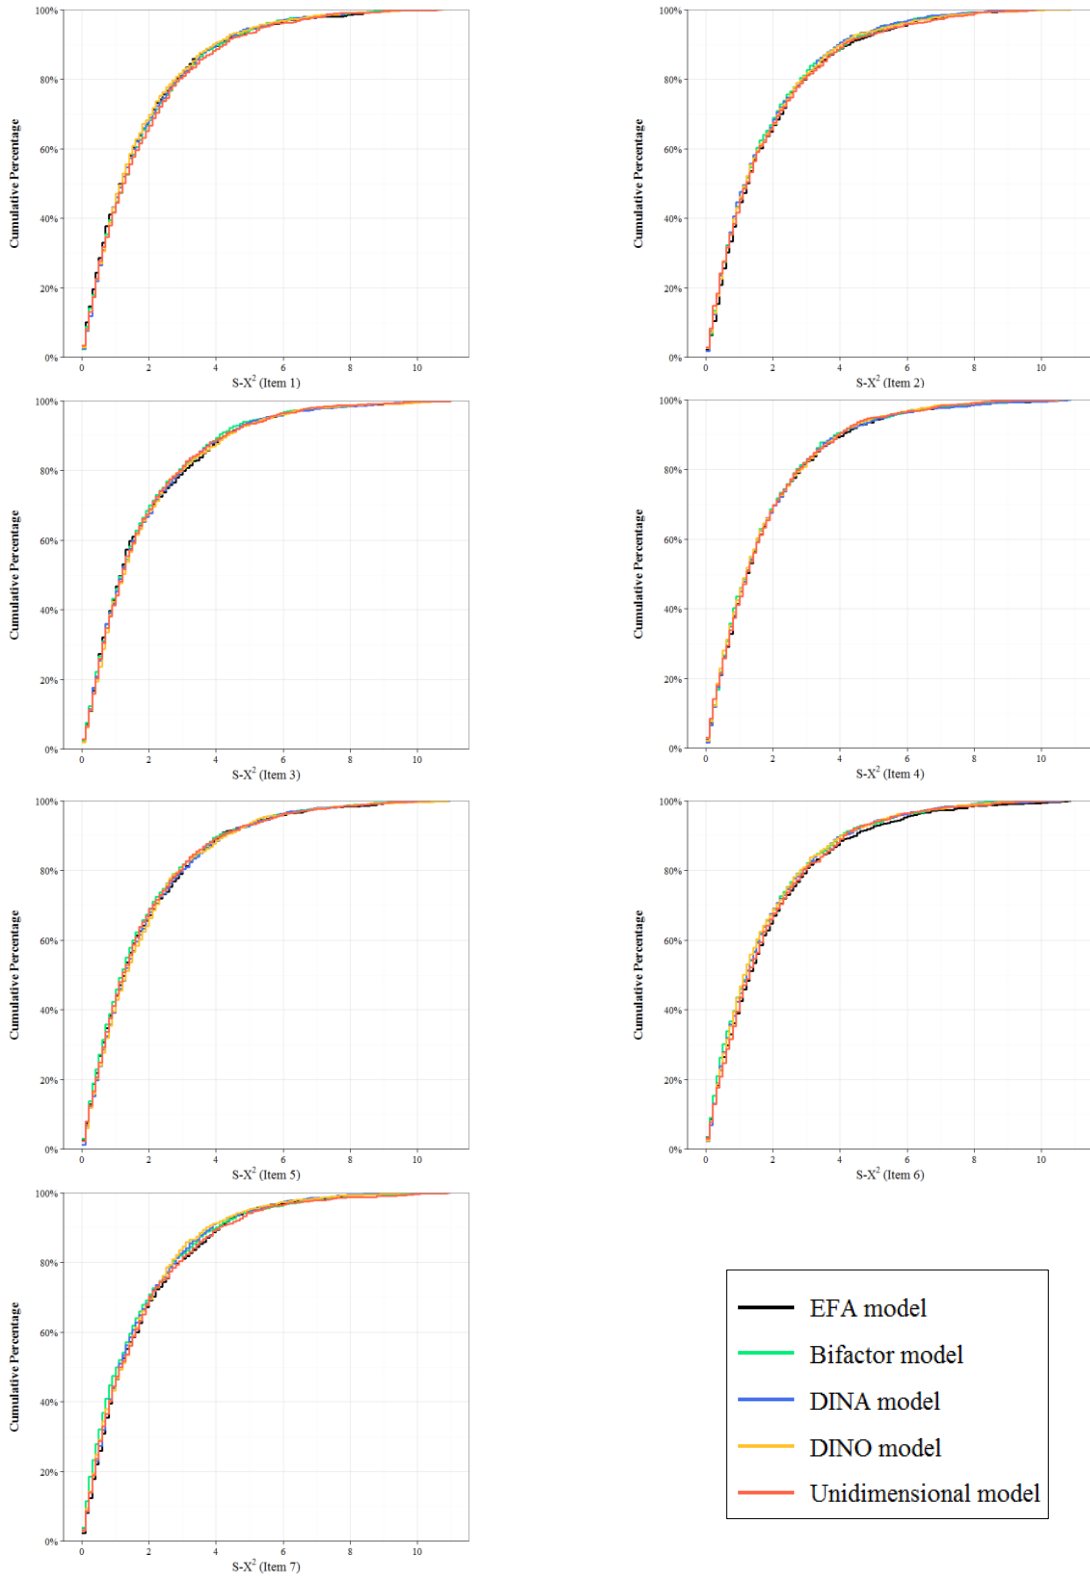 Cumulative Percentage
100%
80%
60%
40%
20%
0%
0 2 4 6 8 10
S-X² (Item 1)
Cumulative Percentage
100%
80%
60%
40%
20%
0%
0 2 4 6 8 10
S-X² (Item 2)
Cumulative Percentage
100%
80%
60%
40%
20%
0%
0 2 4 6 8 10
S-X² (Item 3)
Cumulative Percentage
100%
80%
60%
40%
20%
0%
0 2 4 6 8 10
S-X² (Item 4)
Cumulative Percentage
100%
80%
60%
40%
20%
0%
0 2 4 6 8 10
S-X² (Item 5)
Cumulative Percentage
100%
80%
60%
40%
20%
0%
0 2 4 6 8 10
S-X² (Item 6)
Cumulative Percentage
100%
80%
60%
40%
20%
0%
0 2 4 6 8 10
S-X² (Item 7)
EFA model
Bifactor model
DINA model
DINO model
Unidimensional model